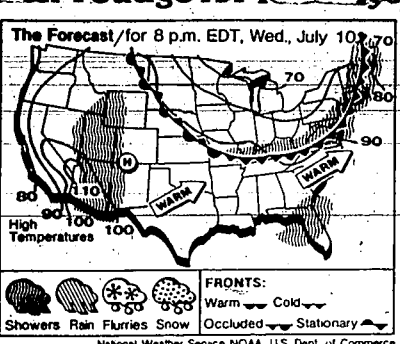 The Forecast/for 8 p.m. EDT, Wed., July 10
70
70
80
90
H
110
WARM
WARM
80
90
100
100
High
Temperatures
Showers Rain Flurries Snow
FRONTS:
Warm Cold
Occluded Stationary
National Weather Service NOAA U.S. Dept. of Commerce